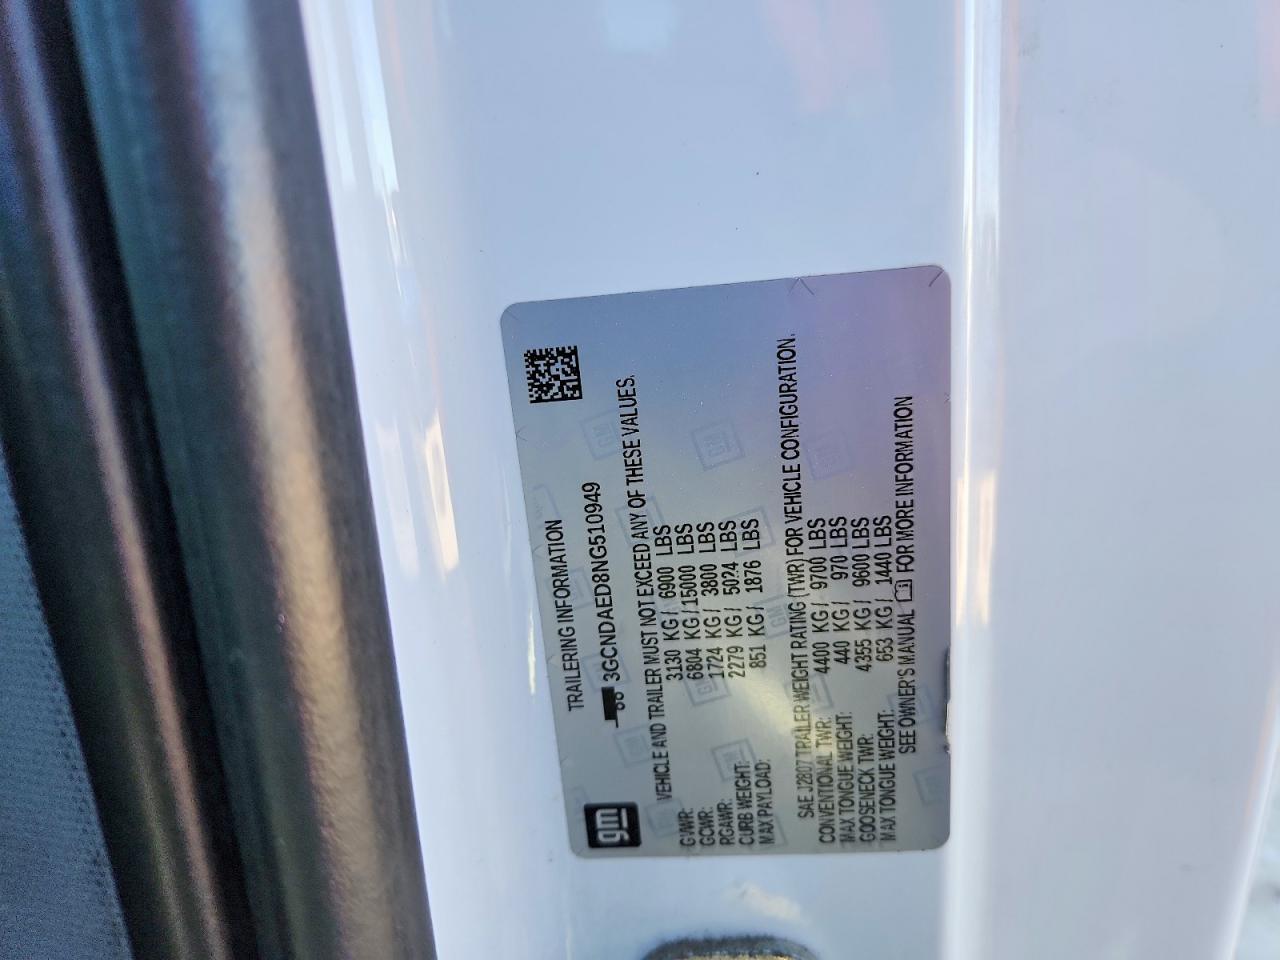 TRAILERING INFORMATION
gm
3GCNDAED8NG510949
VEHICLE AND TRAILER MUST NOT EXCEED ANY OF THESE VALUES.
GVWR: 3130 KG/ 6900 LBS
GCWR: 6804 KG/15000 LBS
RGAWR: 1724 KG/ 3800 LBS
CURB WEIGHT: 2279 KG/ 5024 LBS
MAX PAYLOAD: 851 KG/ 1876 LBS
SAE J2807 TRAILER WEIGHT RATING (TWR) FOR VEHICLE CONFIGURATION.
CONVENTIONAL TWR: 4400 KG/ 9700 LBS
MAX TONGUE WEIGHT: 440 KG/ 970 LBS
GOOSENECK TWR: 4355 KG/ 9600 LBS
MAX TONGUE WEIGHT: 653 KG/ 1440 LBS
SEE OWNER'S MANUAL FOR MORE INFORMATION